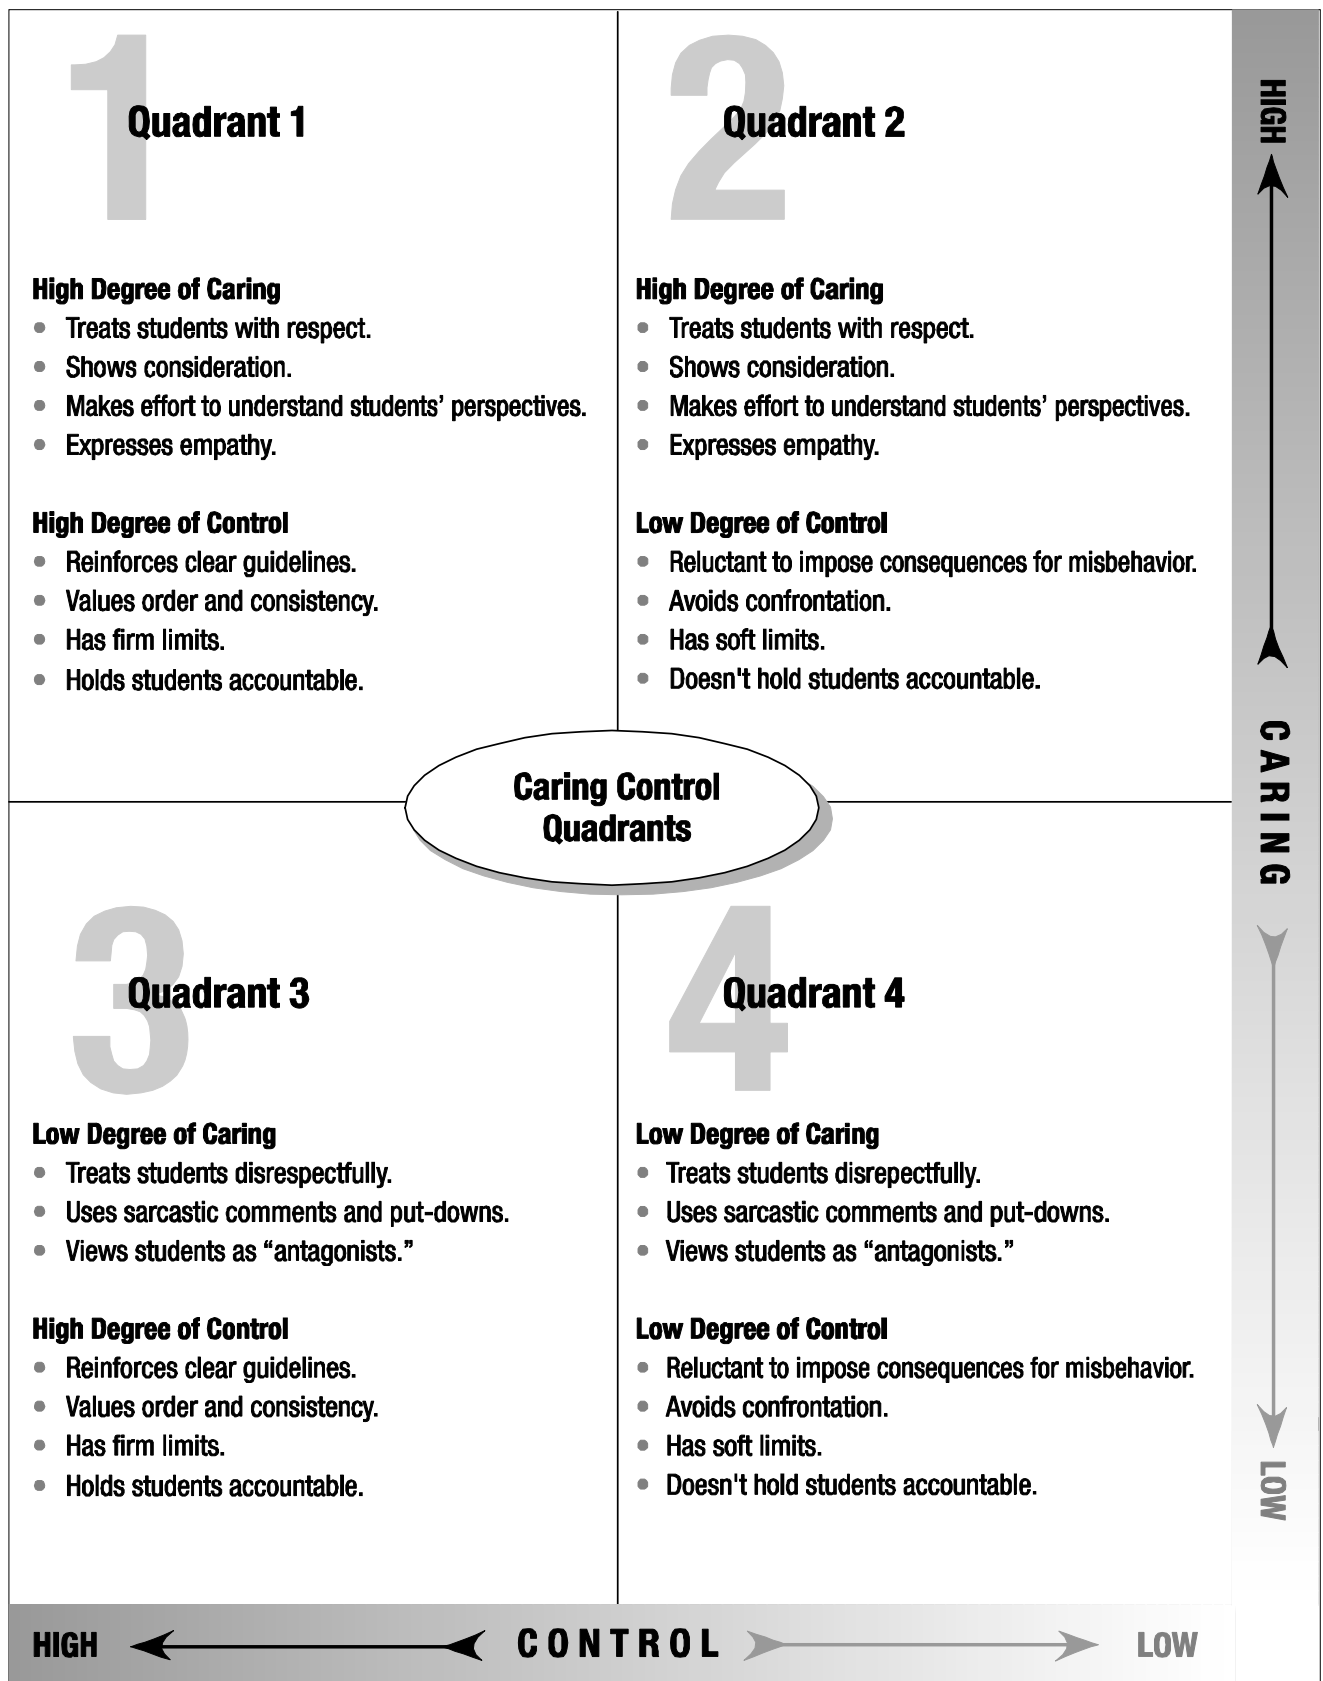 1
Quadrant 1
High Degree of Caring
• Treats students with respect.
• Shows consideration.
• Makes effort to understand students’ perspectives.
• Expresses empathy.
High Degree of Control
• Reinforces clear guidelines.
• Values order and consistency.
• Has firm limits.
• Holds students accountable.
2
Quadrant 2
High Degree of Caring
• Treats students with respect.
• Shows consideration.
• Makes effort to understand students’ perspectives.
• Expresses empathy.
Low Degree of Control
• Reluctant to impose consequences for misbehavior.
• Avoids confrontation.
• Has soft limits.
• Doesn't hold students accountable.
Caring Control
Quadrants
3
Quadrant 3
Low Degree of Caring
• Treats students disrespectfully.
• Uses sarcastic comments and put-downs.
• Views students as “antagonists.”
High Degree of Control
• Reinforces clear guidelines.
• Values order and consistency.
• Has firm limits.
• Holds students accountable.
4
Quadrant 4
Low Degree of Caring
• Treats students disrepectfully.
• Uses sarcastic comments and put-downs.
• Views students as “antagonists.”
Low Degree of Control
• Reluctant to impose consequences for misbehavior.
• Avoids confrontation.
• Has soft limits.
• Doesn't hold students accountable.
HIGH
CARING
LOW
HIGH CONTROL LOW